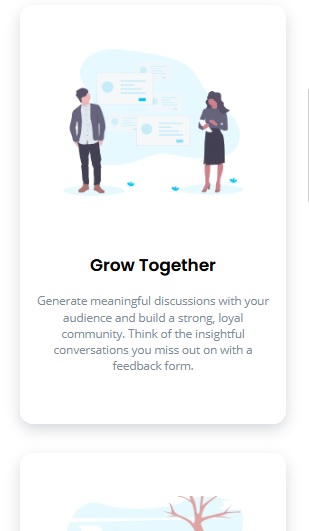 Grow Together
Generate meaningful discussions with your
audience and build a strong, loyal
community. Think of the insightful
conversations you miss out on with a
feedback form.